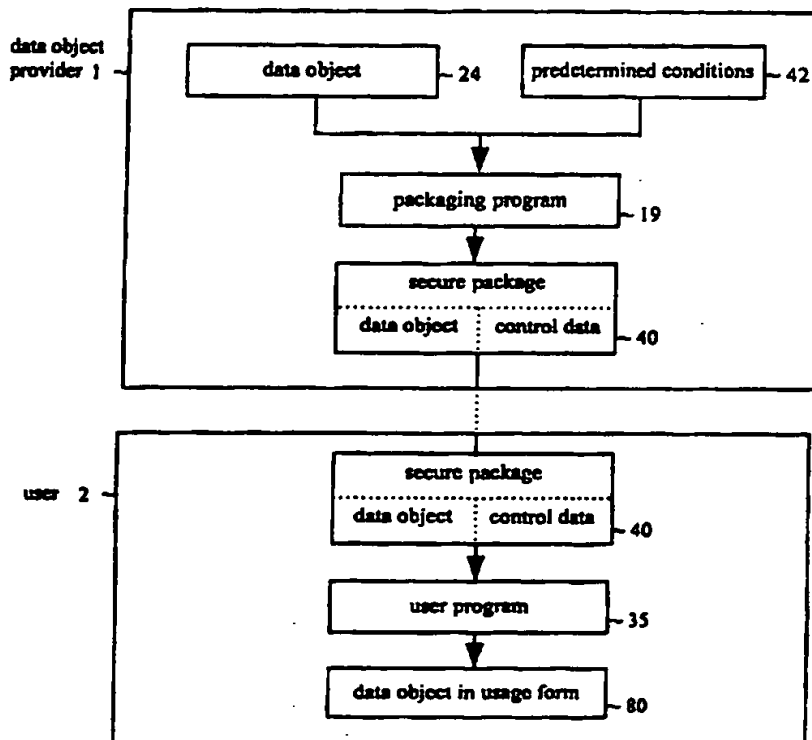 data object
provider 1
data object
24
predetermined conditions
42
packaging program
19
secure package
data object control data
40
user 2
secure package
data object control data
40
user program
35
data object in usage form
80